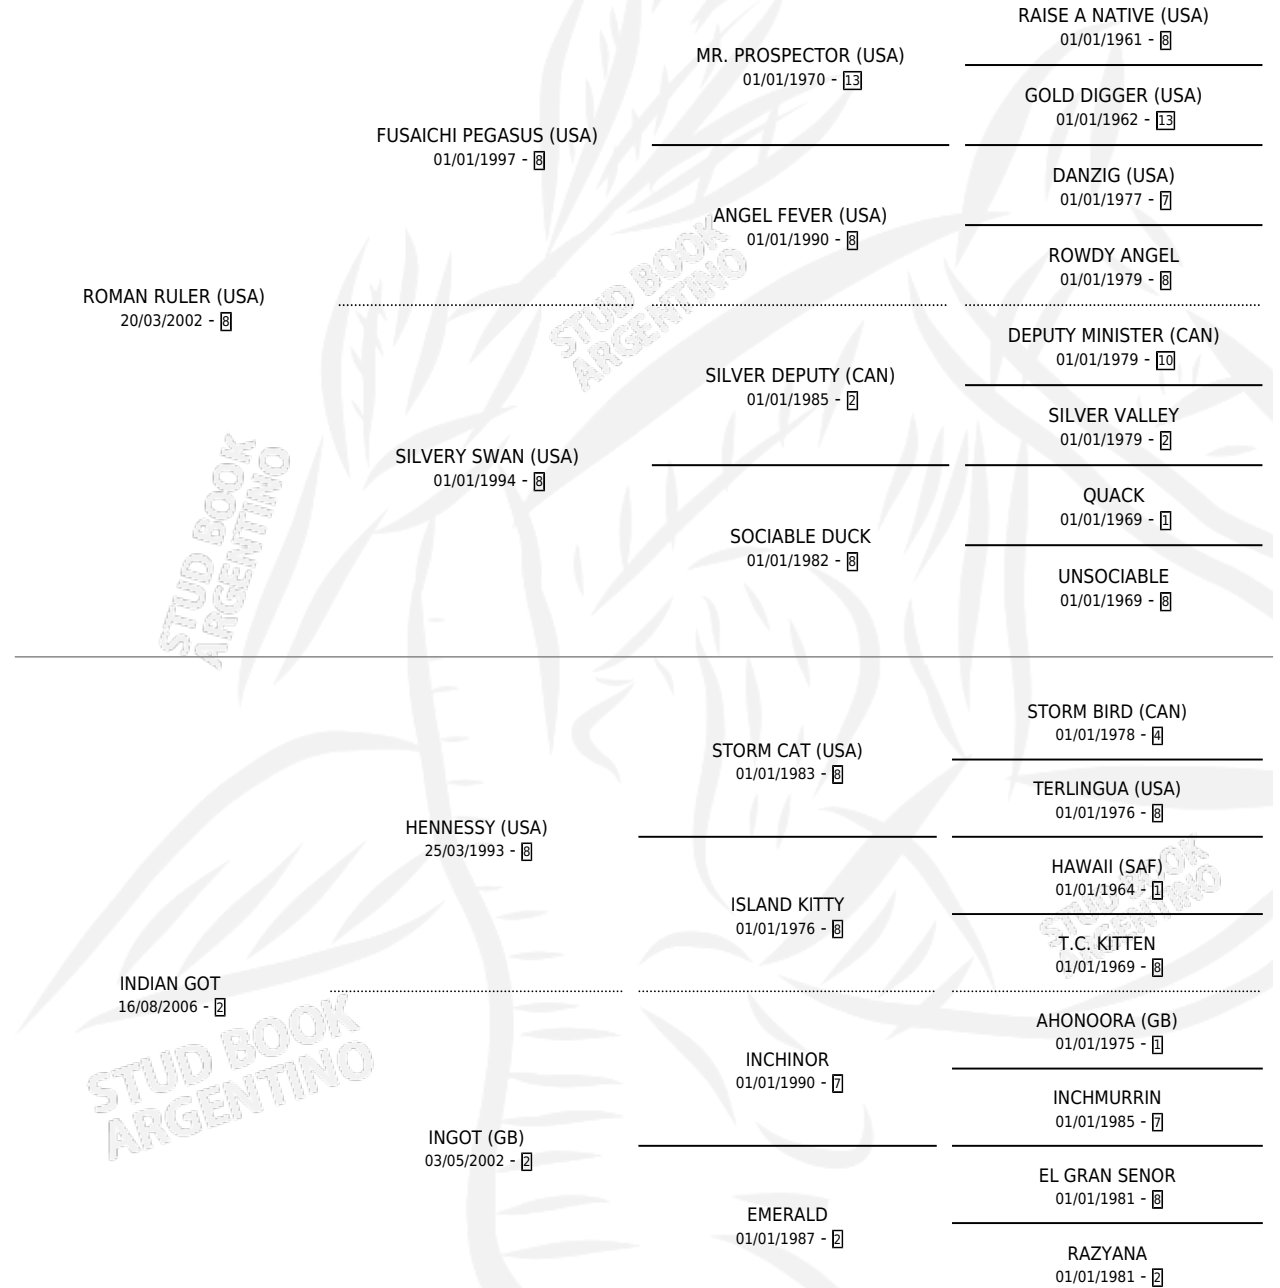 RAISE A NATIVE (USA)
01/01/1961 - 8
MR. PROSPECTOR (USA)
01/01/1970 - 13
GOLD DIGGER (USA)
01/01/1962 - 13
FUSAICHI PEGASUS (USA)
01/01/1997 - 8
DANZIG (USA)
01/01/1977 - 7
ANGEL FEVER (USA)
01/01/1990 - 8
ROWDY ANGEL
01/01/1979 - 8
ROMAN RULER (USA)
20/03/2002 - 8
STUD BOOK
ARGENTINO
DEPUTY MINISTER (CAN)
01/01/1979 - 10
SILVER DEPUTY (CAN)
01/01/1985 - 2
SILVER VALLEY
01/01/1979 - 2
SILVERY SWAN (USA)
01/01/1994 - 8
QUACK
01/01/1969 - 1
SOCIABLE DUCK
01/01/1982 - 8
UNSOCIABLE
01/01/1969 - 8
STUD BOOK
ARGENTINO
STORM BIRD (CAN)
01/01/1978 - 4
STORM CAT (USA)
01/01/1983 - 8
TERLINGUA (USA)
01/01/1976 - 8
HENNESSY (USA)
25/03/1993 - 8
HAWAII (SAF)
01/01/1964 - 1
ISLAND KITTY
01/01/1976 - 8
STUD BOOK
ARGENTINO
T.C. KITTEN
01/01/1969 - 8
INDIAN GOT
16/08/2006 - 2
STUD BOOK
ARGENTINO
AHONOORA (GB)
01/01/1975 - 1
INCHINOR
01/01/1990 - 7
INCHMURRIN
01/01/1985 - 7
INGOT (GB)
03/05/2002 - 2
EL GRAN SENOR
01/01/1981 - 8
EMERALD
01/01/1987 - 2
RAZYANA
01/01/1981 - 2